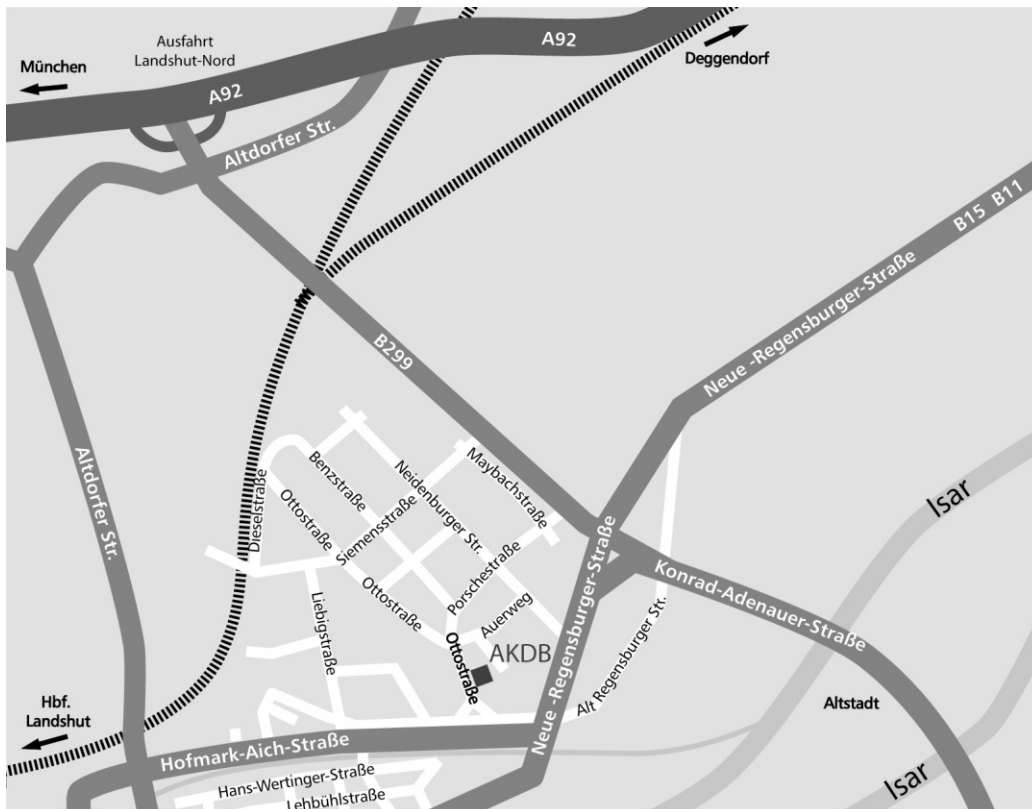 Ausfahrt
Landshut-Nord
München
A92
A92
Deggendorf
Altdorfer Str.
B15 B11
Neue -Regensburger-Straße
B299
Altdorfer Str.
Isar
Maybachstraße
Neidenburger Str.
Benzstraße
Dieselstraße
Ottostraße
Siemensstraße
Porschestraße
Neue -Regensburger-Straße
Konrad-Adenauer-Straße
Ottostraße
Liebigstraße
Auerweg
Alt Regensburger Str.
AKDB
Ottostraße
Hbf.
Landshut
Altstadt
Hofmark-Aich-Straße
Hans-Wertinger-Straße
Isar
Lehbühlstraße